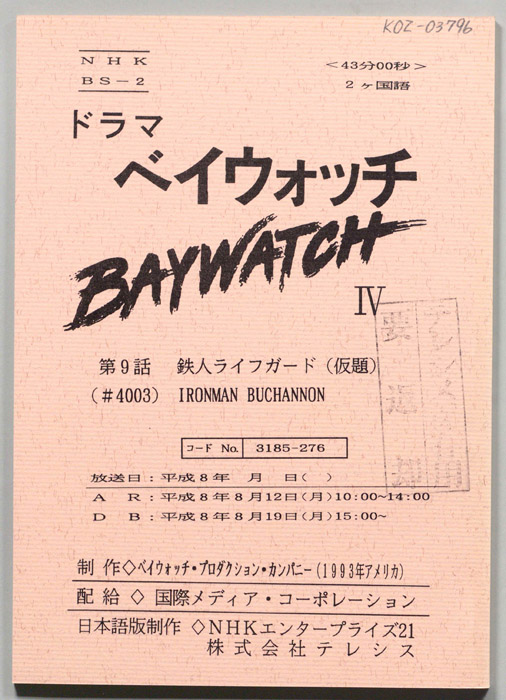 KOZ-03796
NHK
BS-2
<43分00秒>
2ヶ国語
ドラマ
ベイウォッチ
BAYWATCH
IV
第9話 鉄人ライフガード(仮題)
(#4003) IRONMAN BUCHANNON
コードNo. 3185-276
要返却
放送日:平成8年 月 日( )
AR:平成8年8月12日(月)10:00~14:00
DB:平成8年8月19日(月)15:00~
制作◇ベイウォッチ・プロダクション・カンパニー(1993年アメリカ)
配給◇国際メディア・コーポレーション
日本語版制作◇NHKエンタープライズ21
株式会社テレシス